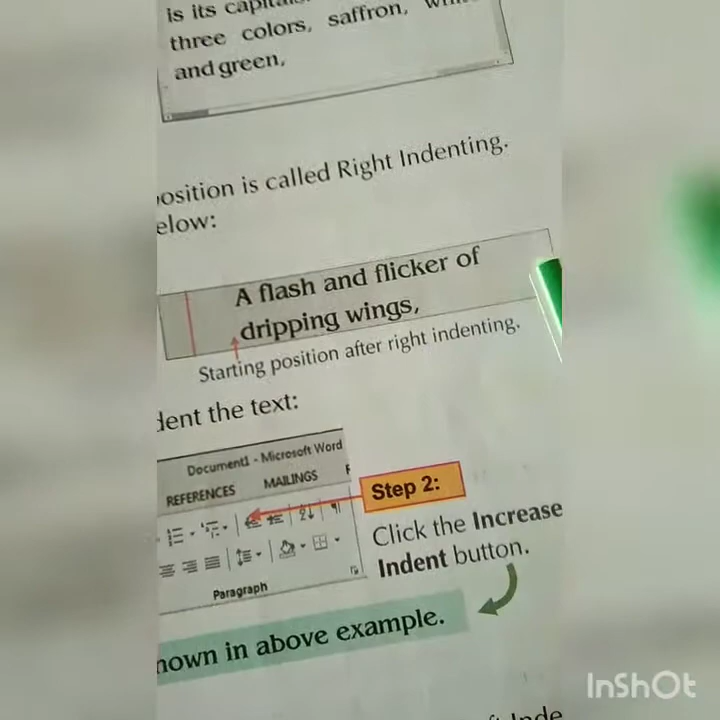 is its
three colors, saffron,
and green,
osition is called Right Indenting.
elow:
A flash and flicker of
dripping wings,
Starting position after right indenting.
dent the text:
Document1 - Microsoft Word
REFERENCES MAILINGS
Step 2:
Click the Increase
Indent button.
Paragraph
nown in above example.
InShOt